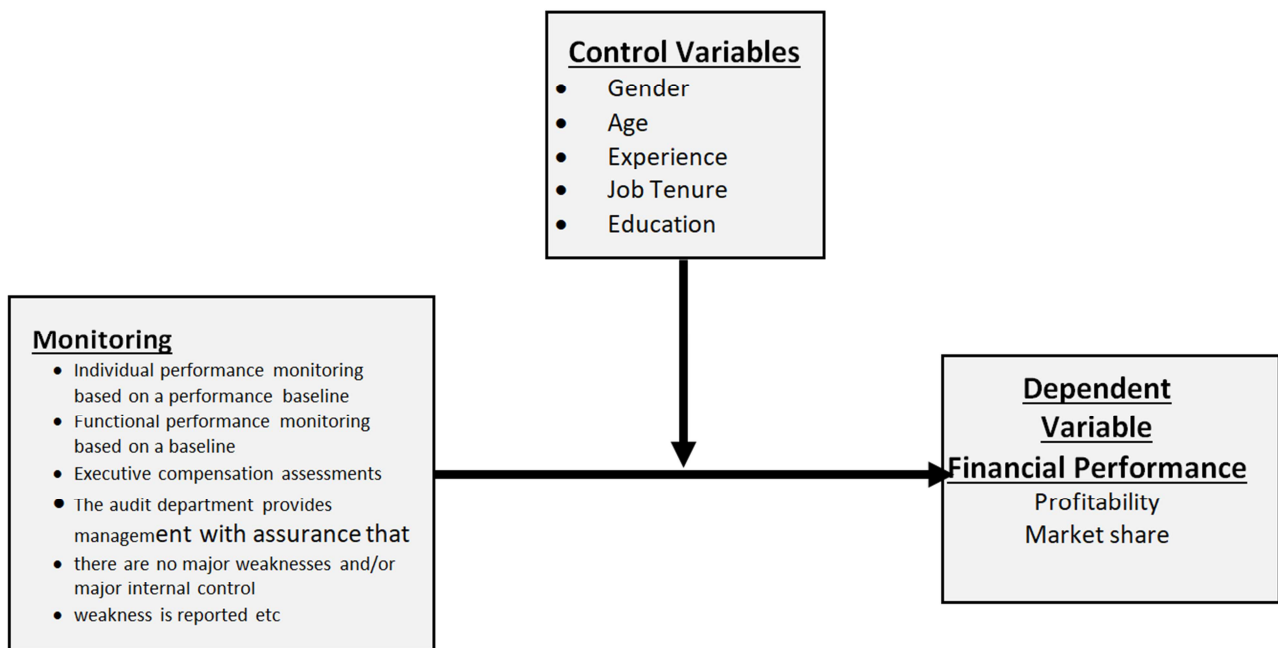 Control Variables
• Gender
• Age
• Experience
• Job Tenure
• Education
Monitoring
• Individual performance monitoring
based on a performance baseline
• Functional performance monitoring
based on a baseline
• Executive compensation assessments
• The audit department provides
management with assurance that
• there are no major weaknesses and/or
major internal control
• weakness is reported etc
Dependent
Variable
Financial Performance
Profitability
Market share